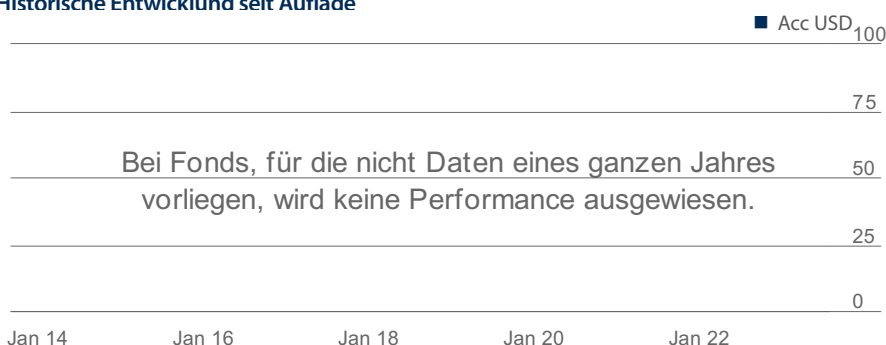 Historische Entwicklung seit Auflage
Acc USD
100
75
Bei Fonds, für die nicht Daten eines ganzen Jahres
50
vorliegen, wird keine Performance ausgewiesen.
25
0
Jan 14 Jan 16 Jan 18 Jan 20 Jan 22